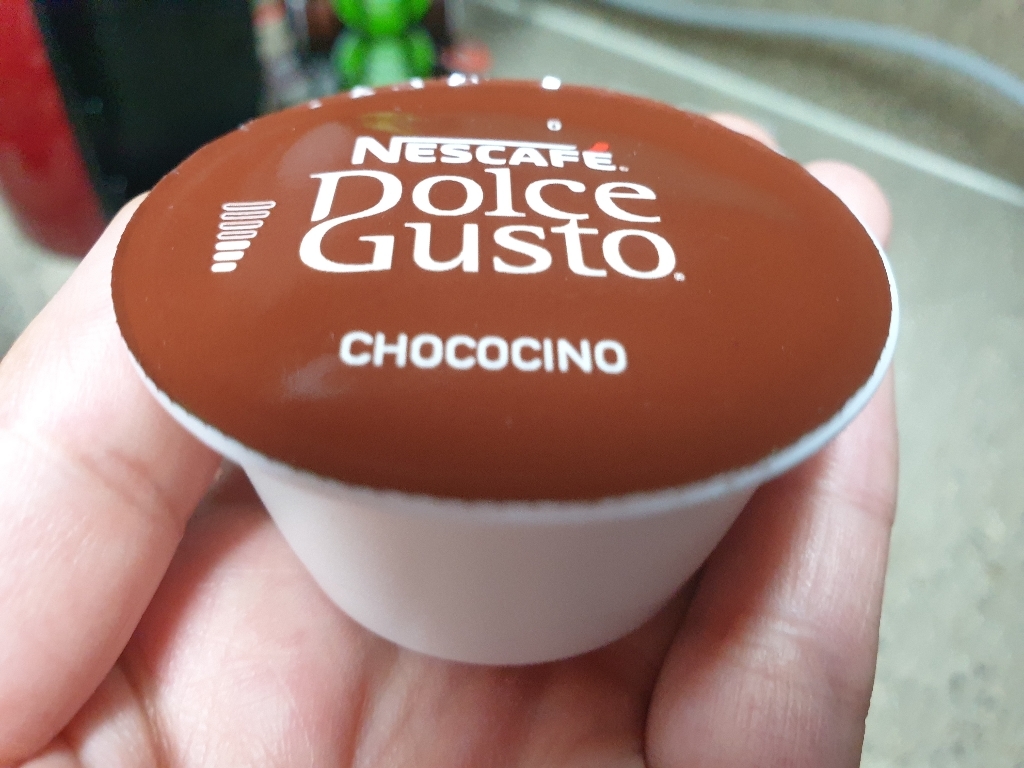 NESCAFÉ.
Dolce
Gusto
CHOCOCINO